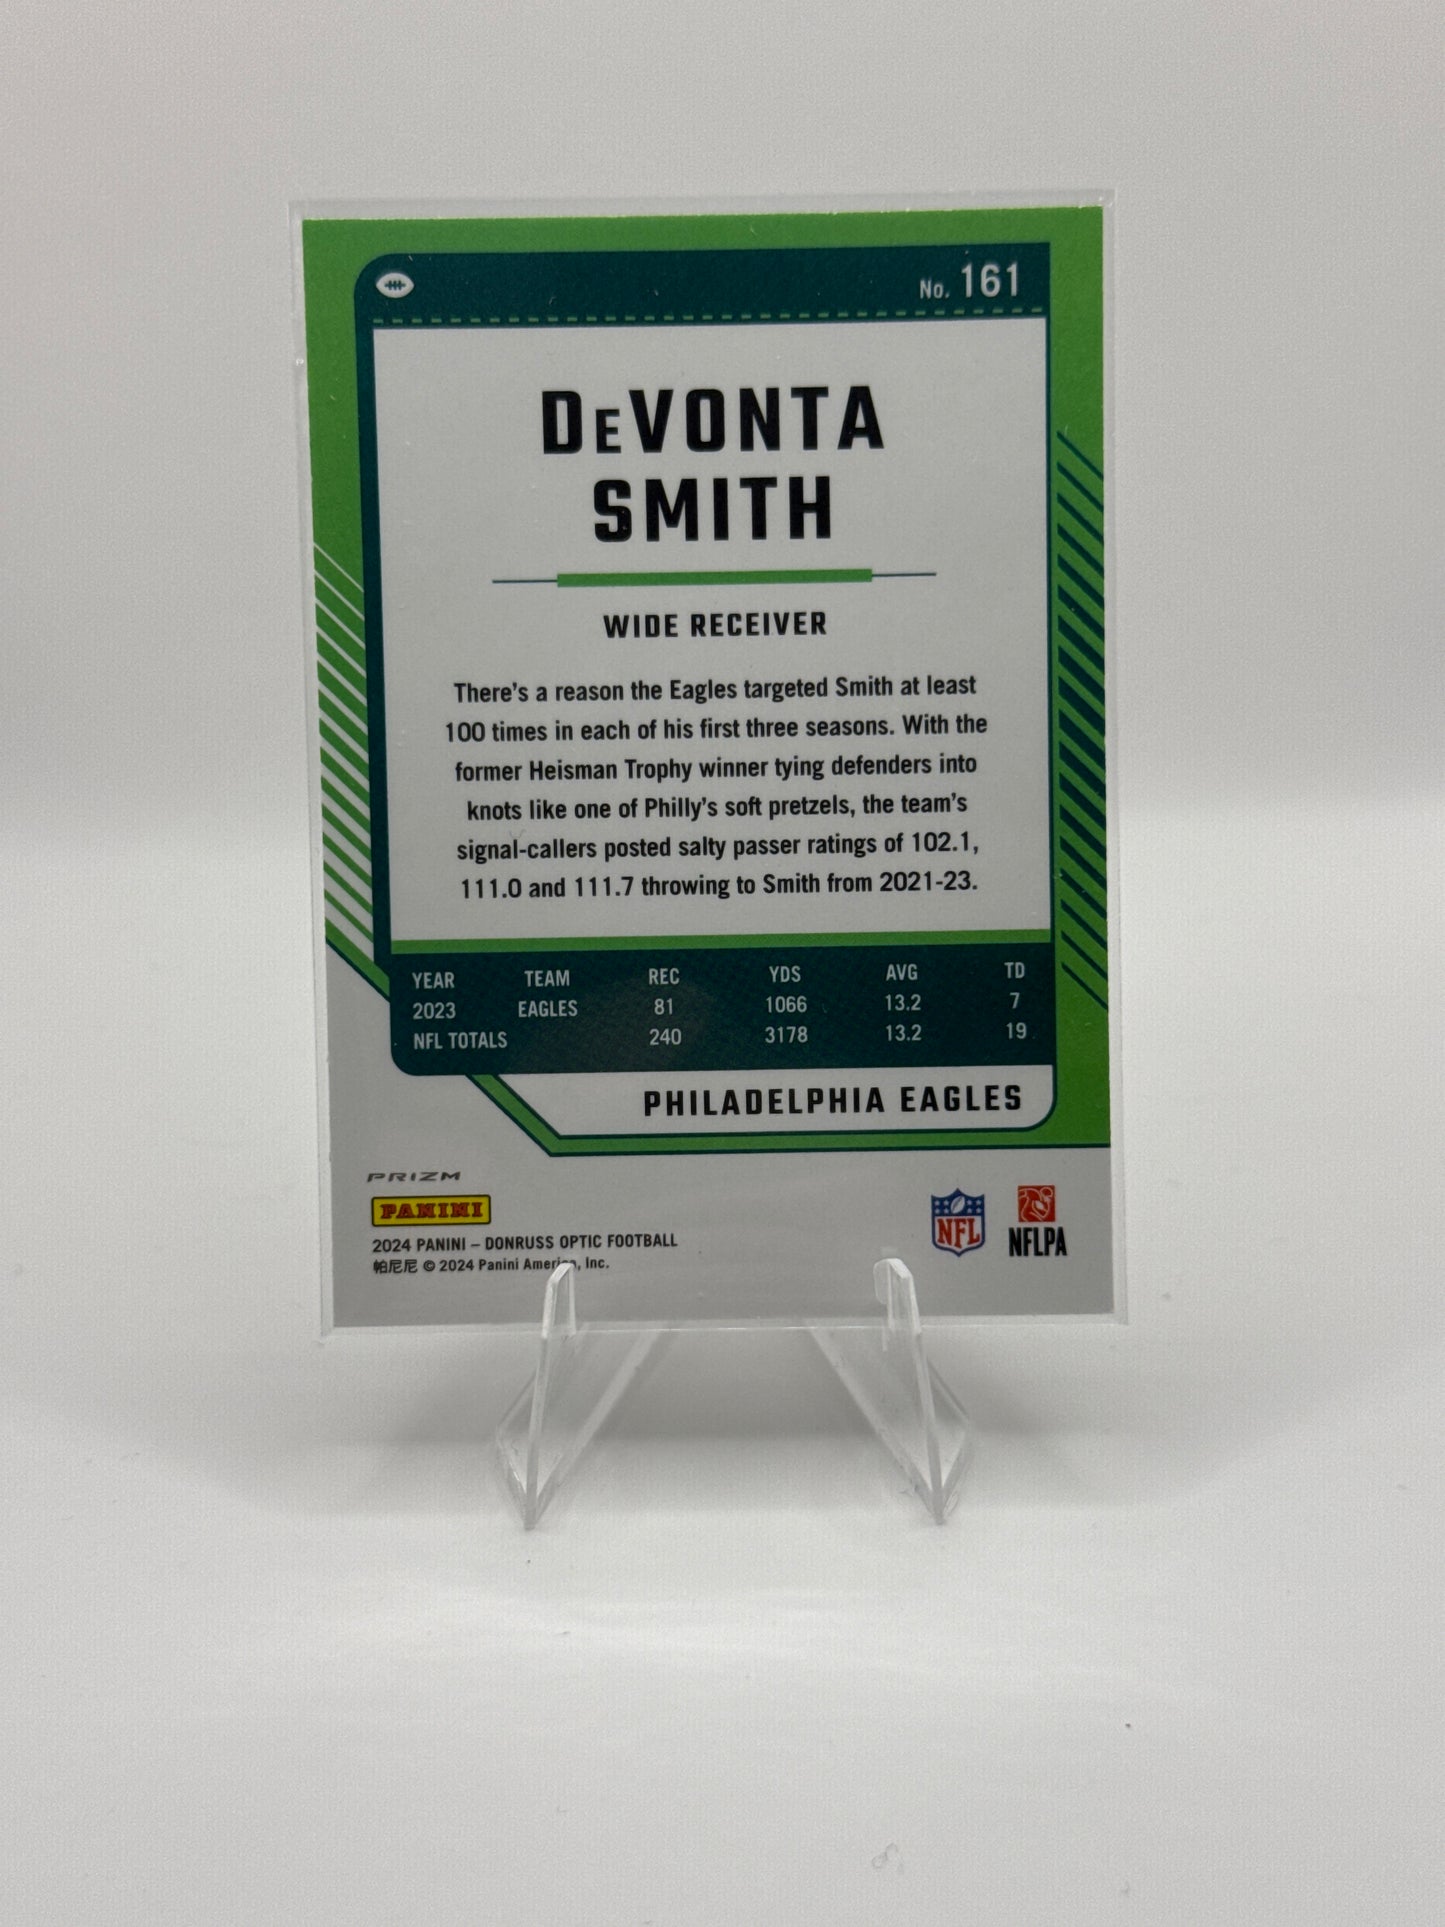 No. 161
DeVONTA
SMITH
WIDE RECEIVER
There's a reason the Eagles targeted Smith at least
100 times in each of his first three seasons. With the
former Heisman Trophy winner tying defenders into
knots like one of Philly's soft pretzels, the team's
signal-callers posted salty passer ratings of 102.1,
111.0 and 111.7 throwing to Smith from 2021-23.
YEAR TEAM REC YDS AVG TD
2023 EAGLES 81 1066 13.2 7
NFL TOTALS 240 3178 13.2 19
PHILADELPHIA EAGLES
PRIZM
PANINI
2024 PANINI – DONRUSS OPTIC FOOTBALL
帕尼尼 © 2024 Panini America, Inc.
NFL
NFLPA